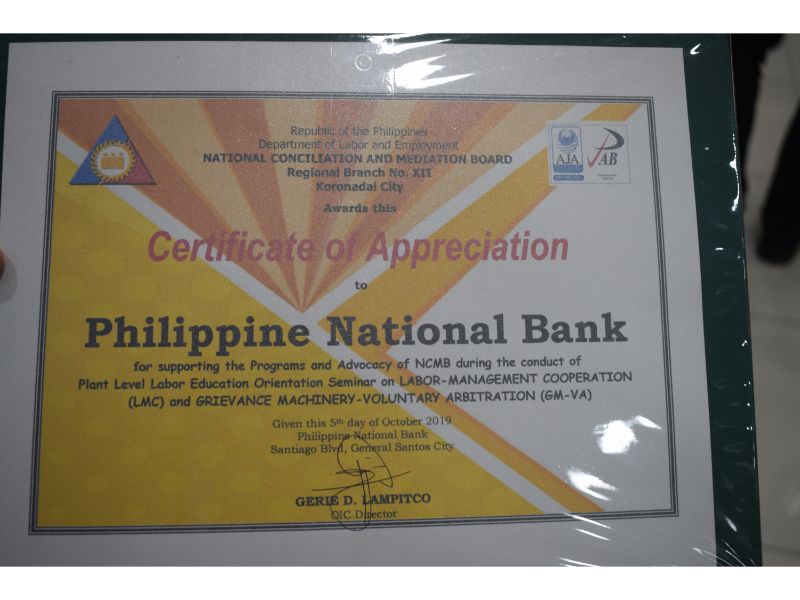 Republic of the Philippines
Department of Labor and Employment
NATIONAL CONCILIATION AND MEDIATION BOARD
Regional Branch No. XII
Koronadal City
AJA
PAB
Awards this
Certificate of Appreciation
to
Philippine National Bank
for supporting the Programs and Advocacy of NCMB during the conduct of
Plant Level Labor Education Orientation Seminar on LABOR-MANAGEMENT COOPERATION
(LMC) and GRIEVANCE MACHINERY-VOLUNTARY ARBITRATION (GM-VA)
Given this 5th day of October 2019
Philippine National Bank
Santiago Blvd, General Santos City
GERIE D. LAMPITCO
OIC-Director